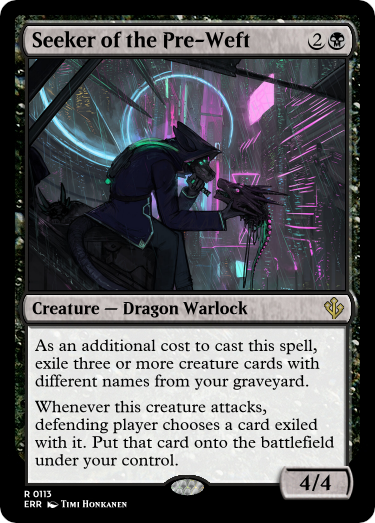 Seeker of the Pre-Weft 2
Creature — Dragon Warlock
As an additional cost to cast this spell,
exile three or more creature cards with
different names from your graveyard.
Whenever this creature attacks,
defending player chooses a card exiled
with it. Put that card onto the battlefield
under your control.
4/4
R 0113
ERR Timi Honkanen